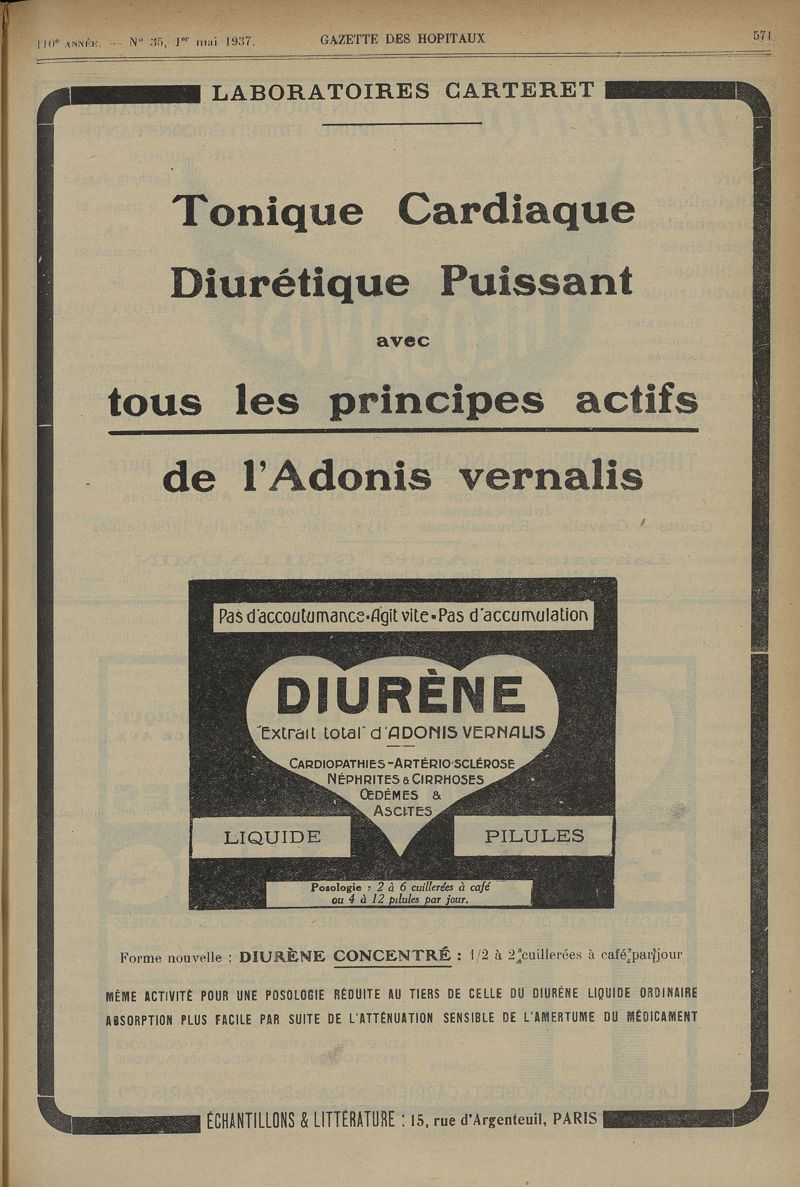 110e ANNÉE. — N° 35, 1er mai 1937.
GAZETTE DES HOPITAUX
571
LABORATOIRES CARTERET
Tonique Cardiaque
Diurétique Puissant
avec
tous les principes actifs
de l'Adonis vernalis
Pas d'accoutumance • Agit vite • Pas d'accumulation
DIURÈNE
"Extrait total" d'ADONIS VERNALIS
CARDIOPATHIES - ARTÉRIO-SCLÉROSE
NÉPHRITES & CIRRHOSES
ŒDÈMES &
ASCITES
LIQUIDE
PILULES
Posologie : 2 à 6 cuillerées à café
ou 4 à 12 pilules par jour.
Forme nouvelle : DIURÈNE CONCENTRÉ : 1/2 à 2 cuillerées à café par jour
MÊME ACTIVITÉ POUR UNE POSOLOGIE RÉDUITE AU TIERS DE CELLE DU DIURÈNE LIQUIDE ORDINAIRE
ABSORPTION PLUS FACILE PAR SUITE DE L'ATTÉNUATION SENSIBLE DE L'AMERTUME DU MÉDICAMENT
ÉCHANTILLONS & LITTÉRATURE : 15, rue d'Argenteuil, PARIS